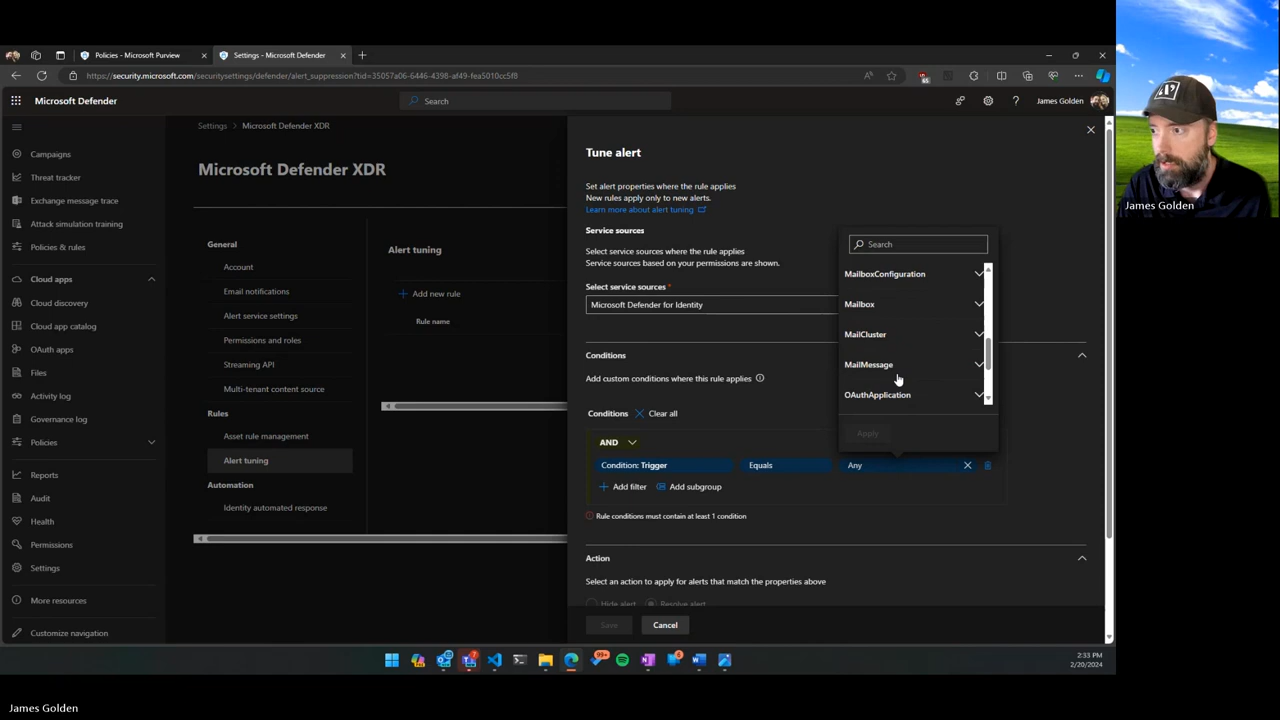 Policies - Microsoft Purview
Settings - Microsoft Defender
https://security.microsoft.com/securitysettings/defender/alert_suppression?tid=35057a06-6446-4398-af49-fea5010cc5f8
65
Microsoft Defender
Search
James Golden
Campaigns
Threat tracker
Exchange message trace
Attack simulation training
Policies & rules
Cloud apps
Cloud discovery
Cloud app catalog
OAuth apps
Files
Activity log
Governance log
Policies
Reports
Audit
Health
Permissions
Settings
More resources
Customize navigation
Settings > Microsoft Defender XDR
Microsoft Defender XDR
General
Account
Email notifications
Alert service settings
Permissions and roles
Streaming API
Multi-tenant content source
Rules
Asset rule management
Alert tuning
Automation
Identity automated response
Alert tuning
Add new rule
Rule name
Tune alert
Set alert properties where the rule applies
New rules apply only to new alerts.
Learn more about alert tuning
Service sources
Select service sources where the rule applies
Service sources based on your permissions are shown.
Select service sources *
Microsoft Defender for Identity
Search
MailboxConfiguration
Mailbox
MailCluster
MailMessage
OAuthApplication
Apply
Conditions
Add custom conditions where this rule applies
Conditions Clear all
AND
Condition: Trigger Equals Any
Add filter Add subgroup
Rule conditions must contain at least 1 condition
Action
Select an action to apply for alerts that match the properties above
Hide alert Resolve alert
Save Cancel
99+
2:33 PM
2/20/2024
James Golden
James Golden